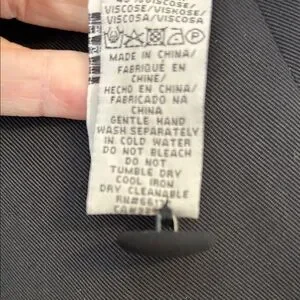 VISCOSE/VISKOSE/
VISCOSA/VISCOSA
MADE IN CHINA/
FABRIQUÉ EN
CHINE/
HECHO EN CHINA/
FABRICADO NA
CHINA
GENTLE HAND
WASH SEPARATELY
IN COLD WATER
DO NOT BLEACH
DO NOT
TUMBLE DRY
COOL IRON
DRY CLEANABLE